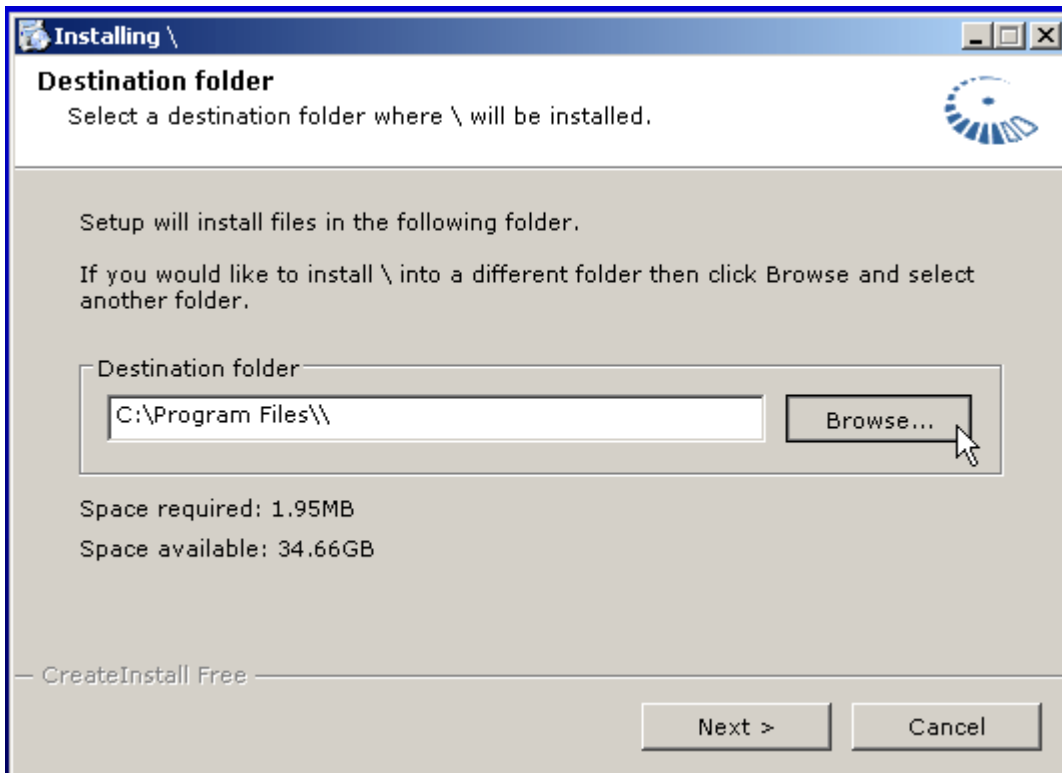 Installing \
Destination folder
Select a destination folder where \ will be installed.
Setup will install files in the following folder.
If you would like to install \ into a different folder then click Browse and select
another folder.
Destination folder
C:\Program Files\\
Browse...
Space required: 1.95MB
Space available: 34.66GB
CreateInstall Free
Next >
Cancel